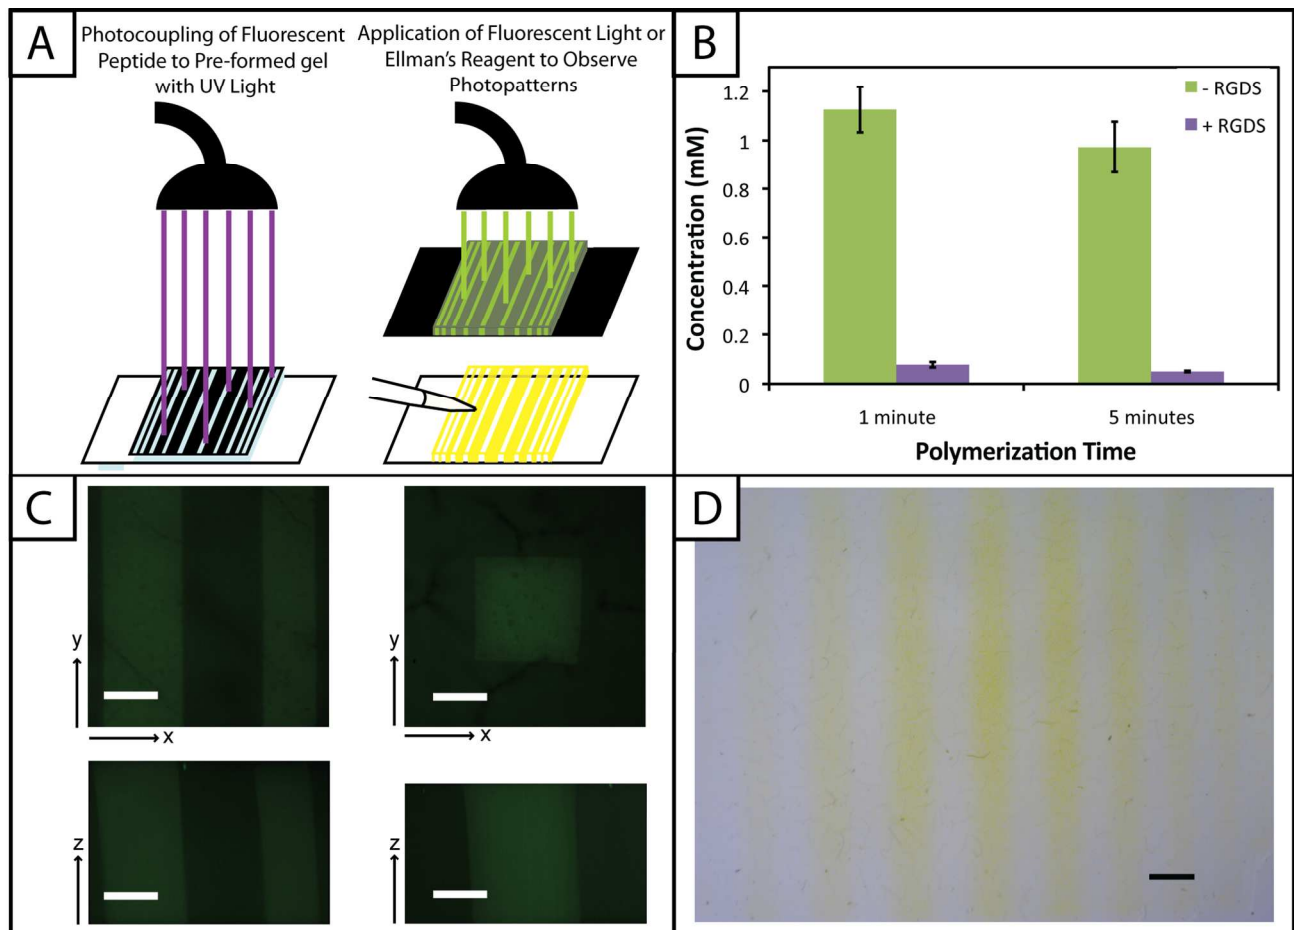 A
Photocoupling of Fluorescent
Peptide to Pre-formed gel
with UV Light
Application of Fluorescent Light or
Ellman's Reagent to Observe
Photopatterns
B
Concentration (mM)
1.2
1
0.8
0.6
0.4
0.2
0
- RGDS
+ RGDS
1 minute
5 minutes
Polymerization Time
C
y
x
y
x
z
z
D